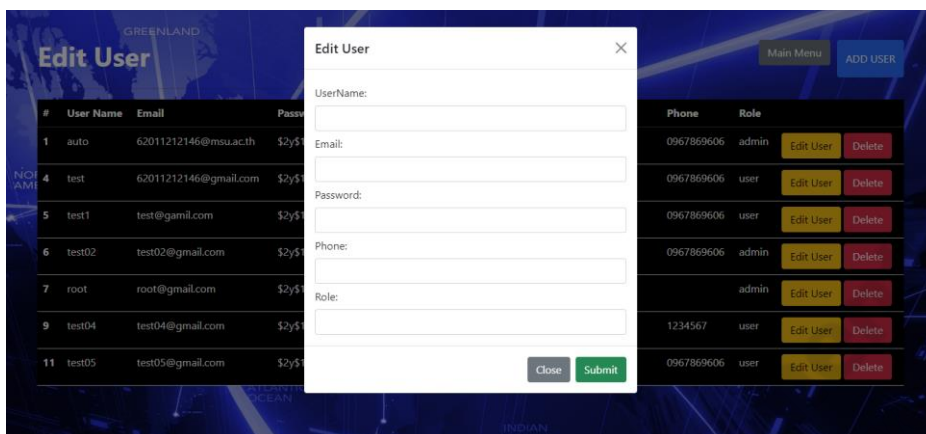 GREENLAND
Edit User
Main Menu
ADD USER
Edit User
UserName:
Email:
Password:
Phone:
Role:
Close
Submit
# User Name Email Phone Role
1 auto 62011212146@msu.ac.th $2y$1 0967869606 admin Edit User Delete
4 test 62011212146@gmail.com $2y$1 0967869606 user Edit User Delete
5 test1 test@gamil.com $2y$1 0967869606 user Edit User Delete
6 test02 test02@gmail.com $2y$1 0967869606 admin Edit User Delete
7 root root@gmail.com $2y$1 admin Edit User Delete
9 test04 test04@gmail.com $2y$1 1234567 user Edit User Delete
11 test05 test05@gmail.com $2y$1 0967869606 user Edit User Delete
OCEAN
INDIAN